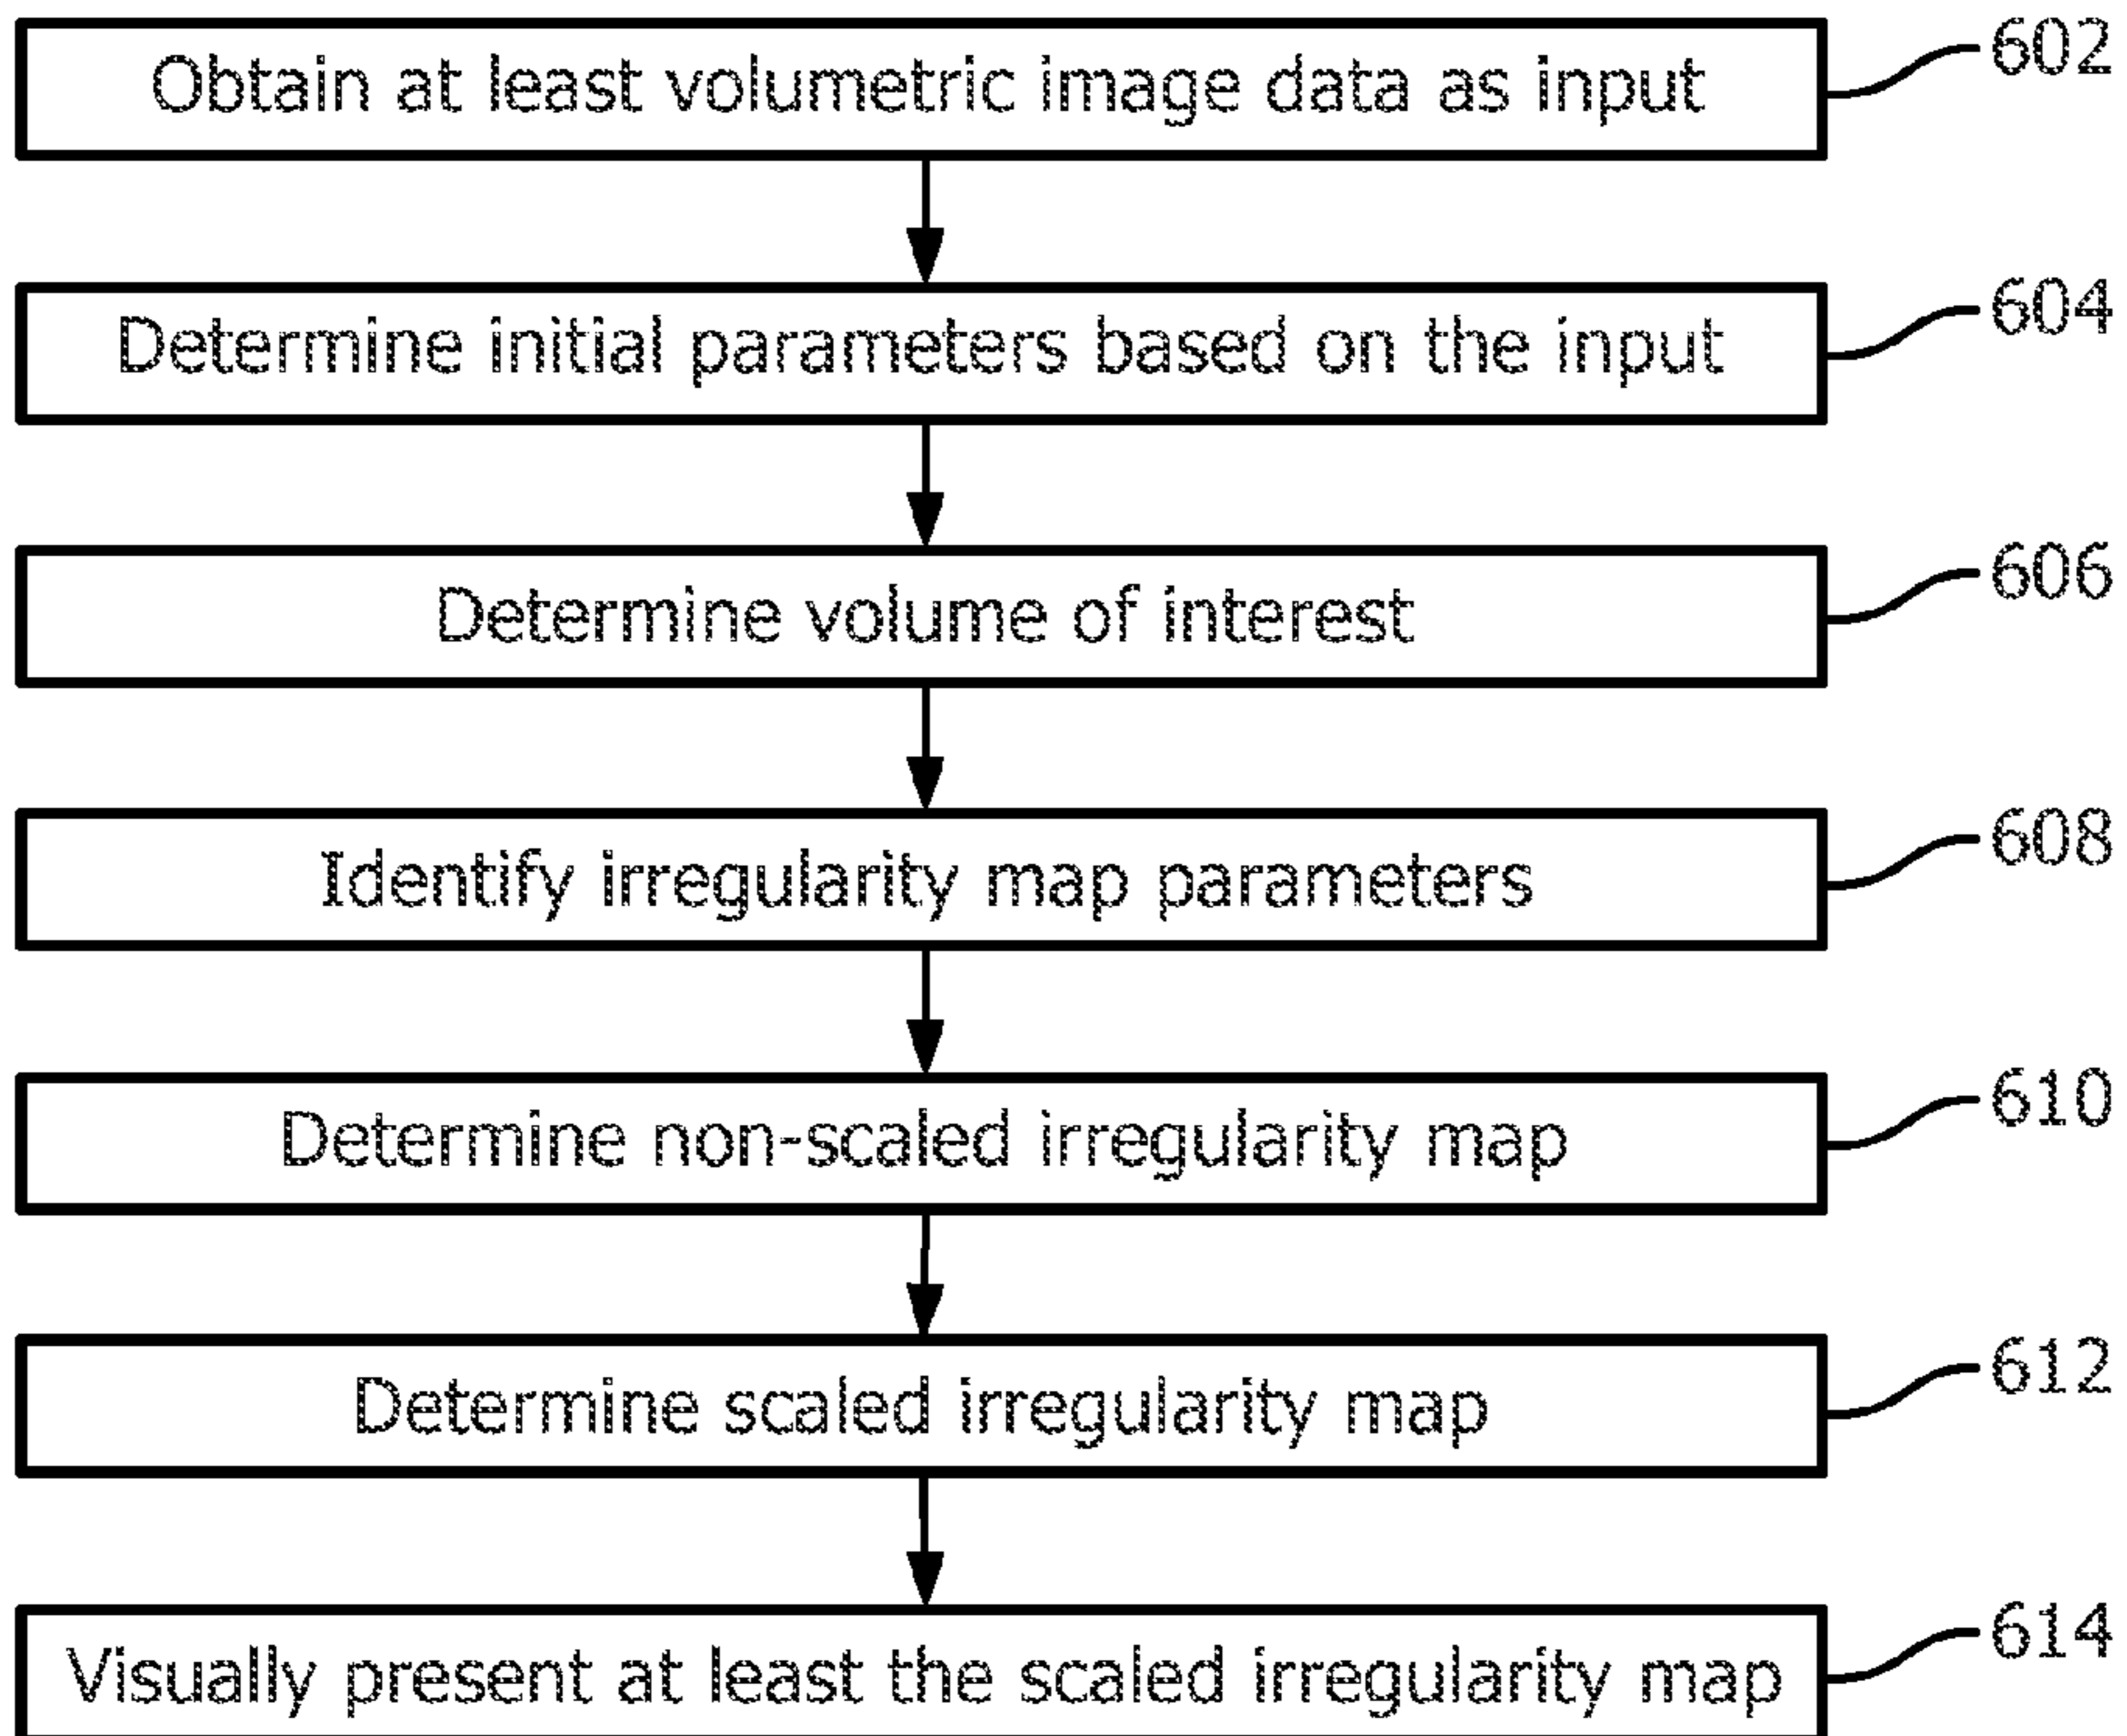 Obtain at least volumetric image data as input 602
Determine initial parameters based on the input 604
Determine volume of interest 606
Identify irregularity map parameters 608
Determine non-scaled irregularity map 610
Determine scaled irregularity map 612
Visually present at least the scaled irregularity map 614